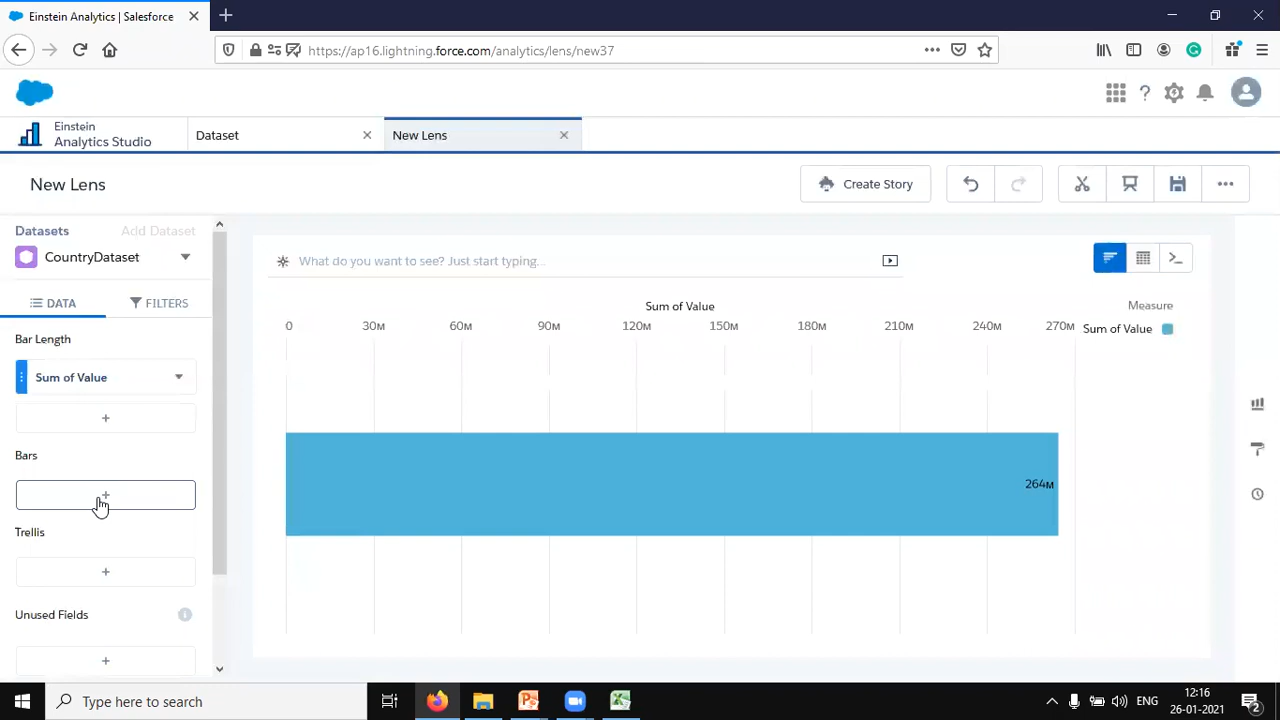 Einstein Analytics | Salesforce
https://ap16.lightning.force.com/analytics/lens/new37
Einstein
Analytics Studio
Dataset
New Lens
New Lens
Create Story
Datasets
Add Dataset
CountryDataset
DATA
FILTERS
Bar Length
Sum of Value
Bars
Trellis
Unused Fields
What do you want to see? Just start typing...
Sum of Value
0 30M 60M 90M 120M 150M 180M 210M 240M 270M
Measure
Sum of Value
264M
Type here to search
ENG
12:16
26-01-2021
2